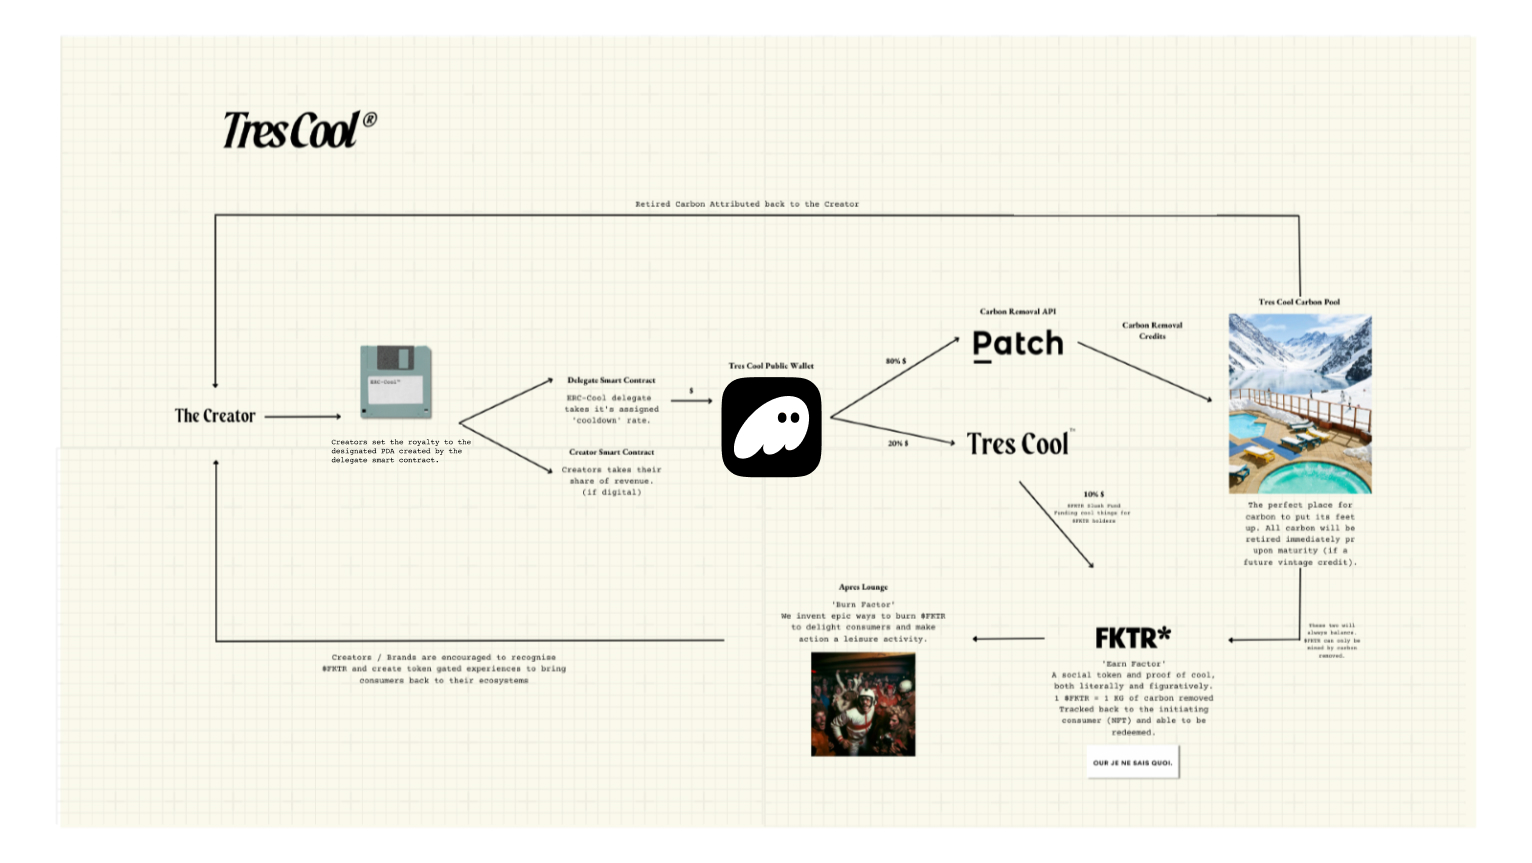 Tres Cool®
Retired Carbon Attributed back to the Creator
The Creator
ERC-Cool™
Creators set the royalty to the
designated PDA created by the
delegate smart contract.
Delegate Smart Contract
ERC-Cool delegate
takes it's assigned
'cooldown' rate.
Creator Smart Contract
Creators takes their
share of revenue.
(if digital)
$
Tres Cool Public Wallet
80% $
20% $
Carbon Removal API
Patch
Carbon Removal
Credits
Tres Cool™
10% $
$FKTR Slush Fund
Funding cool things for
$FKTR holders
Tres Cool Carbon Pool
The perfect place for
carbon to put its feet
up. All carbon will be
retired immediately pr
upon maturity (if a
future vintage credit).
These two will
always balance.
$FKTR can only be
mined by carbon
removed.
FKTR*
'Earn Factor'
A social token and proof of cool,
both literally and figuratively.
1 $FKTR = 1 KG of carbon removed
Tracked back to the initiating
consumer (NFT) and able to be
redeemed.
OUR JE NE SAIS QUOI.
Apres Lounge
'Burn Factor'
We invent epic ways to burn $FKTR
to delight consumers and make
action a leisure activity.
Creators / Brands are encouraged to recognise
$FKTR and create token gated experiences to bring
consumers back to their ecosystems